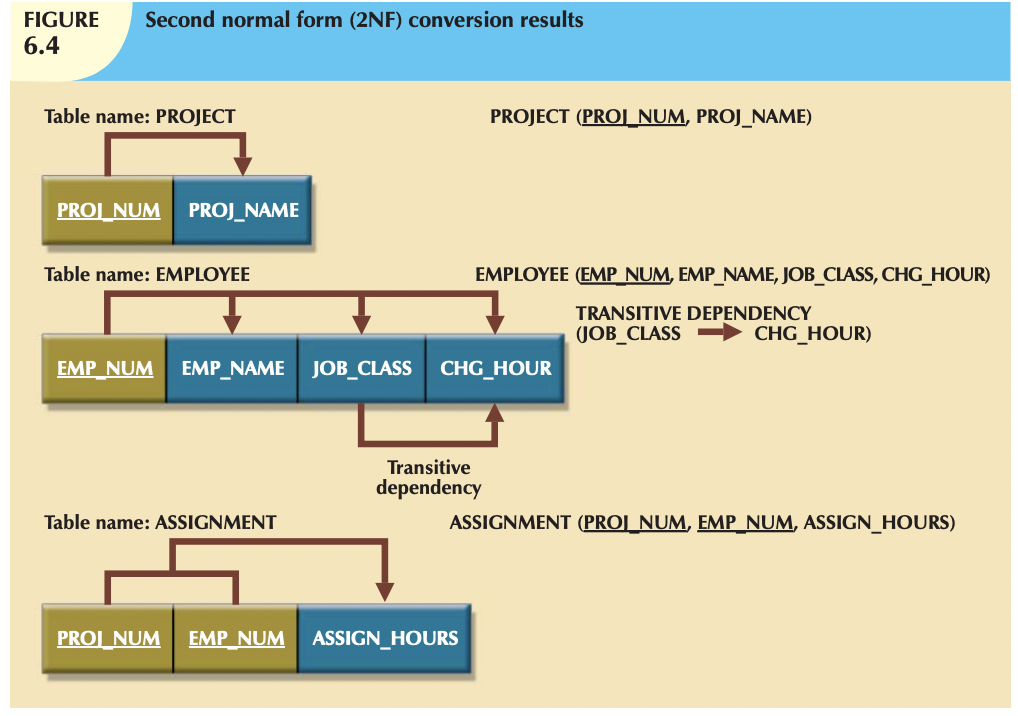 FIGURE
6.4
Second normal form (2NF) conversion results
Table name: PROJECT
PROJECT (PROJ_NUM, PROJ_NAME)
PROJ_NUM
PROJ_NAME
Table name: EMPLOYEE
EMPLOYEE (EMP_NUM, EMP_NAME, JOB_CLASS, CHG_HOUR)
TRANSITIVE DEPENDENCY
(JOB_CLASS CHG_HOUR)
EMP_NUM
EMP_NAME
JOB_CLASS
CHG_HOUR
Transitive
dependency
Table name: ASSIGNMENT
ASSIGNMENT (PROJ_NUM, EMP_NUM, ASSIGN_HOURS)
PROJ_NUM
EMP_NUM
ASSIGN_HOURS